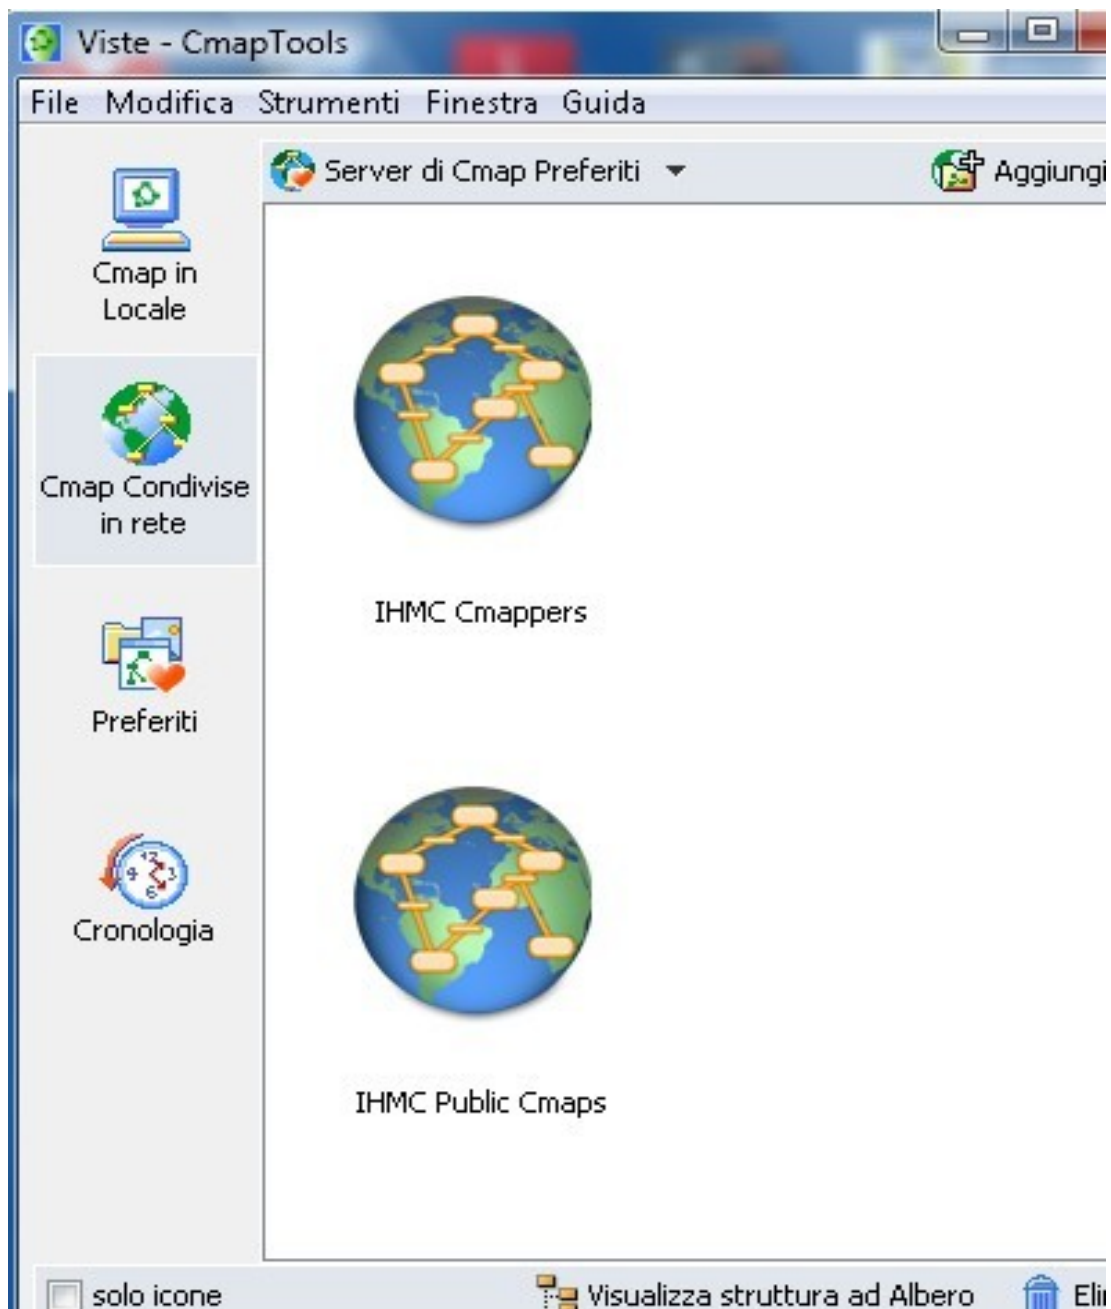 Viste - CmapTools
File Modifica Strumenti Finestra Guida
Server di Cmap Preferiti
Aggiungi
Cmap in
Locale
Cmap Condivise
in rete
Preferiti
Cronologia
IHMC Cmappers
IHMC Public Cmaps
solo icone
Visualizza struttura ad Albero